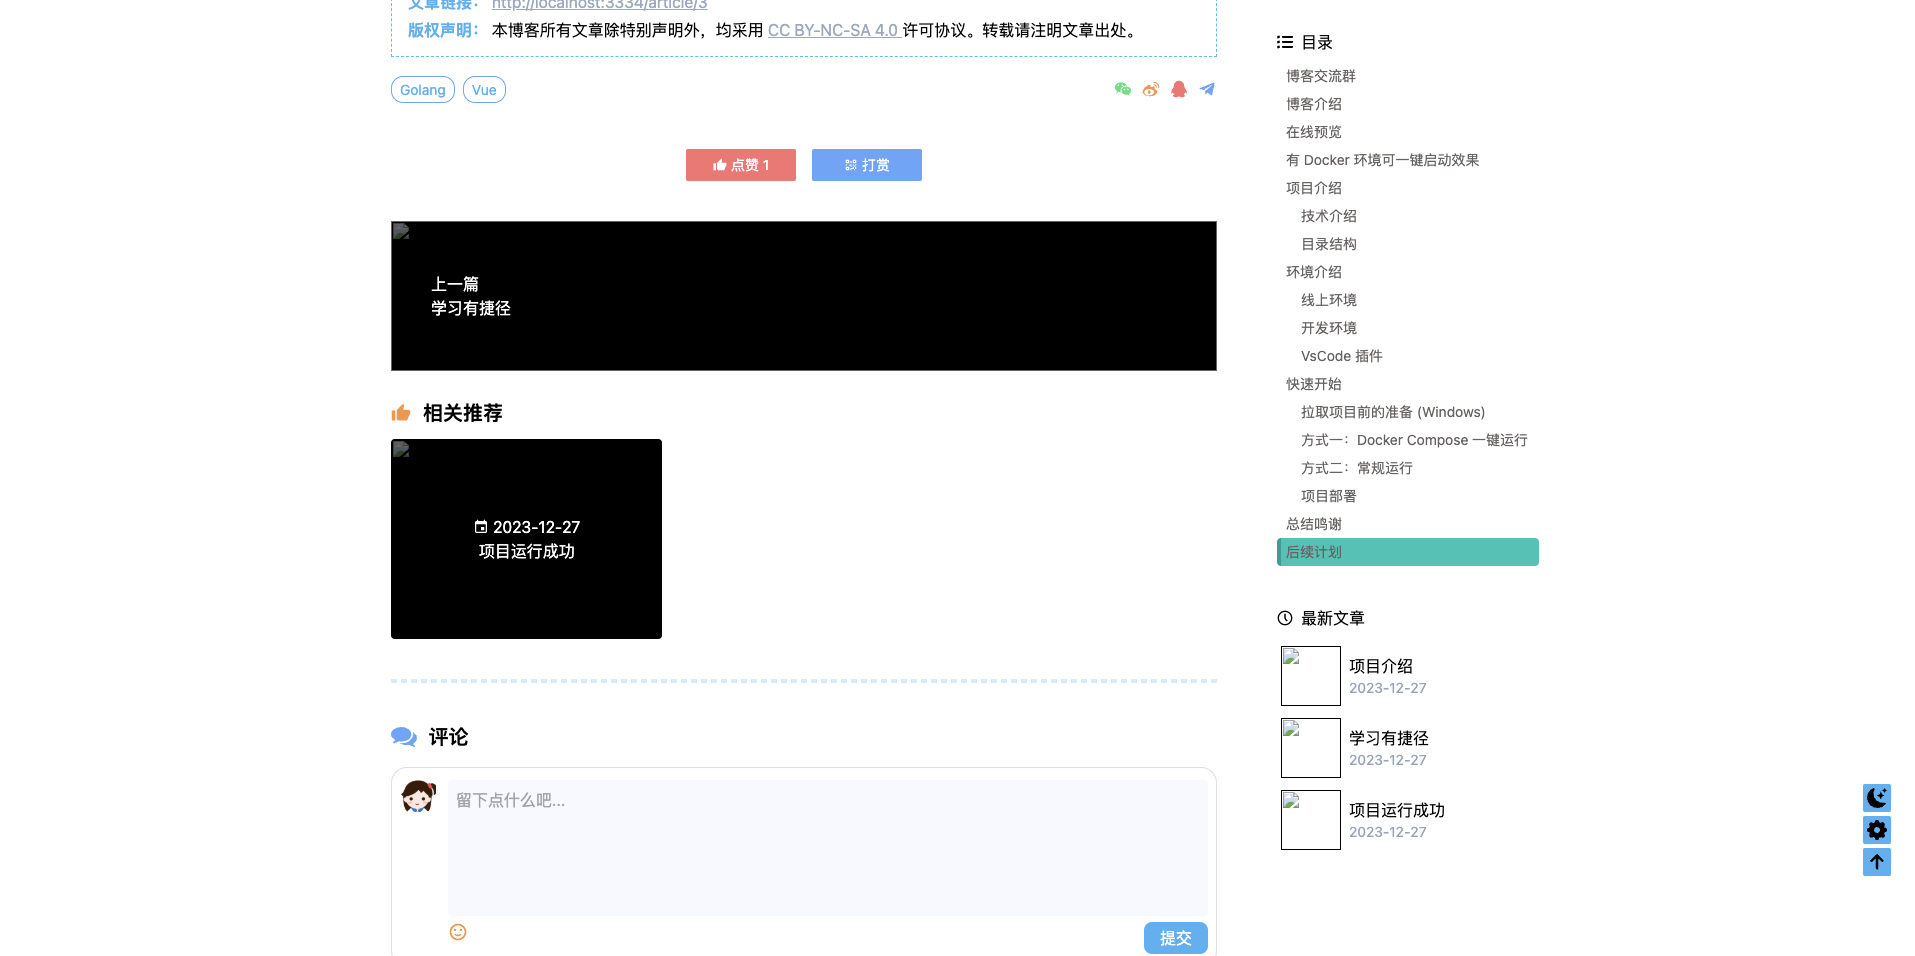 文章链接： http://localhost:3334/article/3
版权声明： 本博客所有文章除特别声明外，均采用 CC BY-NC-SA 4.0 许可协议。转载请注明文章出处。
Golang Vue
点赞 1 打赏
上一篇
学习有捷径
相关推荐
2023-12-27
项目运行成功
评论
留下点什么吧...
提交
目录
博客交流群
博客介绍
在线预览
有 Docker 环境可一键启动效果
项目介绍
技术介绍
目录结构
环境介绍
线上环境
开发环境
VsCode 插件
快速开始
拉取项目前的准备 (Windows)
方式一：Docker Compose 一键运行
方式二：常规运行
项目部署
总结鸣谢
后续计划
最新文章
项目介绍
2023-12-27
学习有捷径
2023-12-27
项目运行成功
2023-12-27